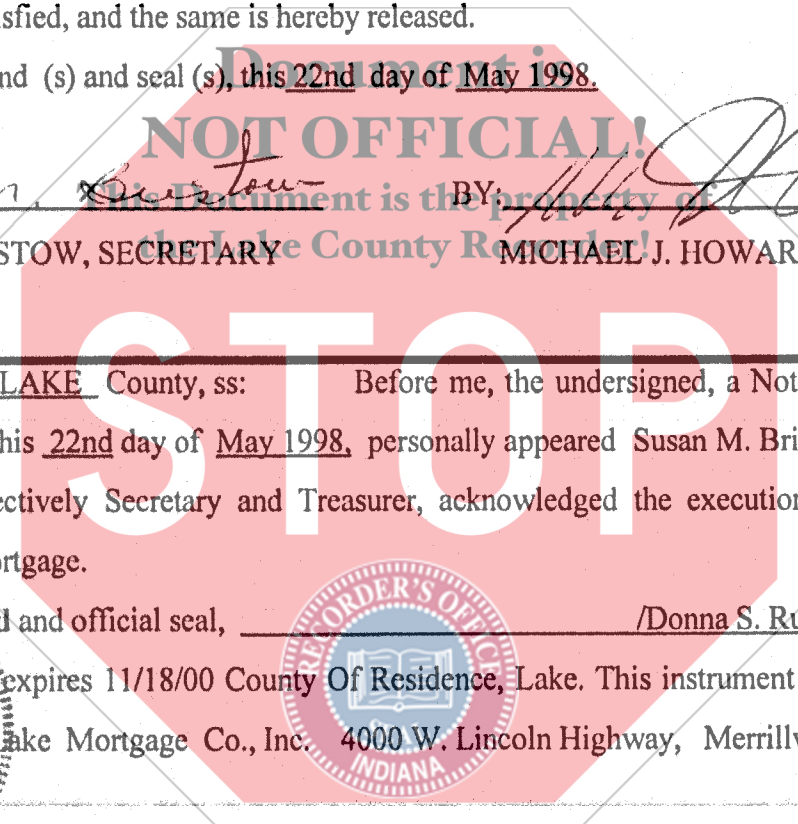 sfied, and the same is hereby released.
Document is
nd (s) and seal (s), this 22nd day of May 1998.
NOT OFFICIAL!
This Document is the property of
BY:
the Lake County Recorder!
STOW, SECRETARY MICHAEL J. HOWAR
STOP
LAKE County, ss: Before me, the undersigned, a Not
his 22nd day of May 1998, personally appeared Susan M. Bri
ectively Secretary and Treasurer, acknowledged the execution
ortgage.
d and official seal, /Donna S. Ru
expires 11/18/00 County Of Residence, Lake. This instrument
ake Mortgage Co., Inc. 4000 W. Lincoln Highway, Merrillv
RECORDER'S OFFICE
SEAL
INDIANA